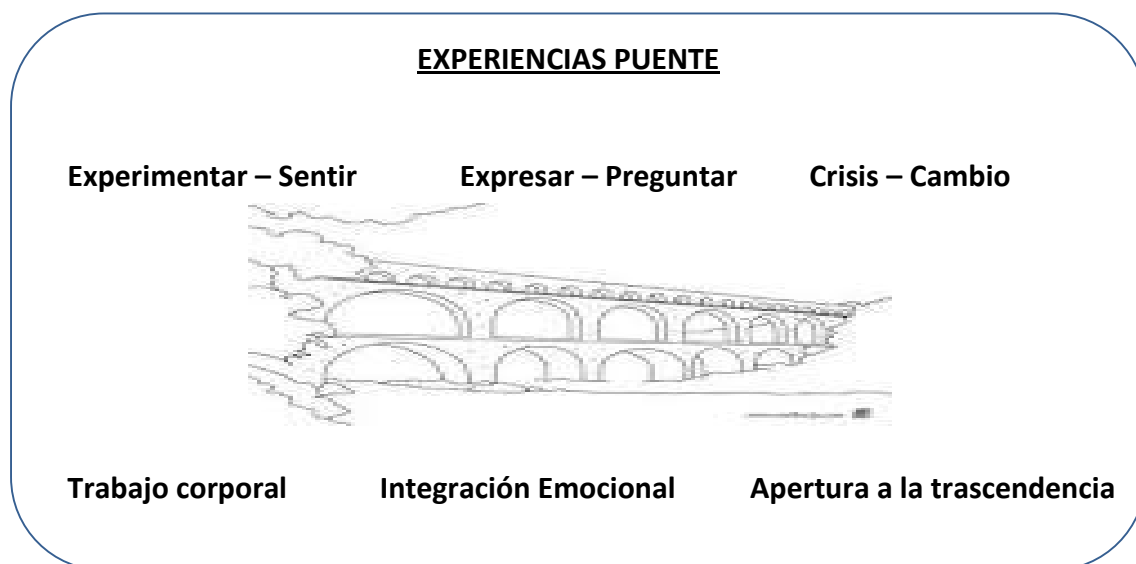 EXPERIENCIAS PUENTE
Experimentar – Sentir Expresar – Preguntar Crisis – Cambio
Trabajo corporal Integración Emocional Apertura a la trascendencia